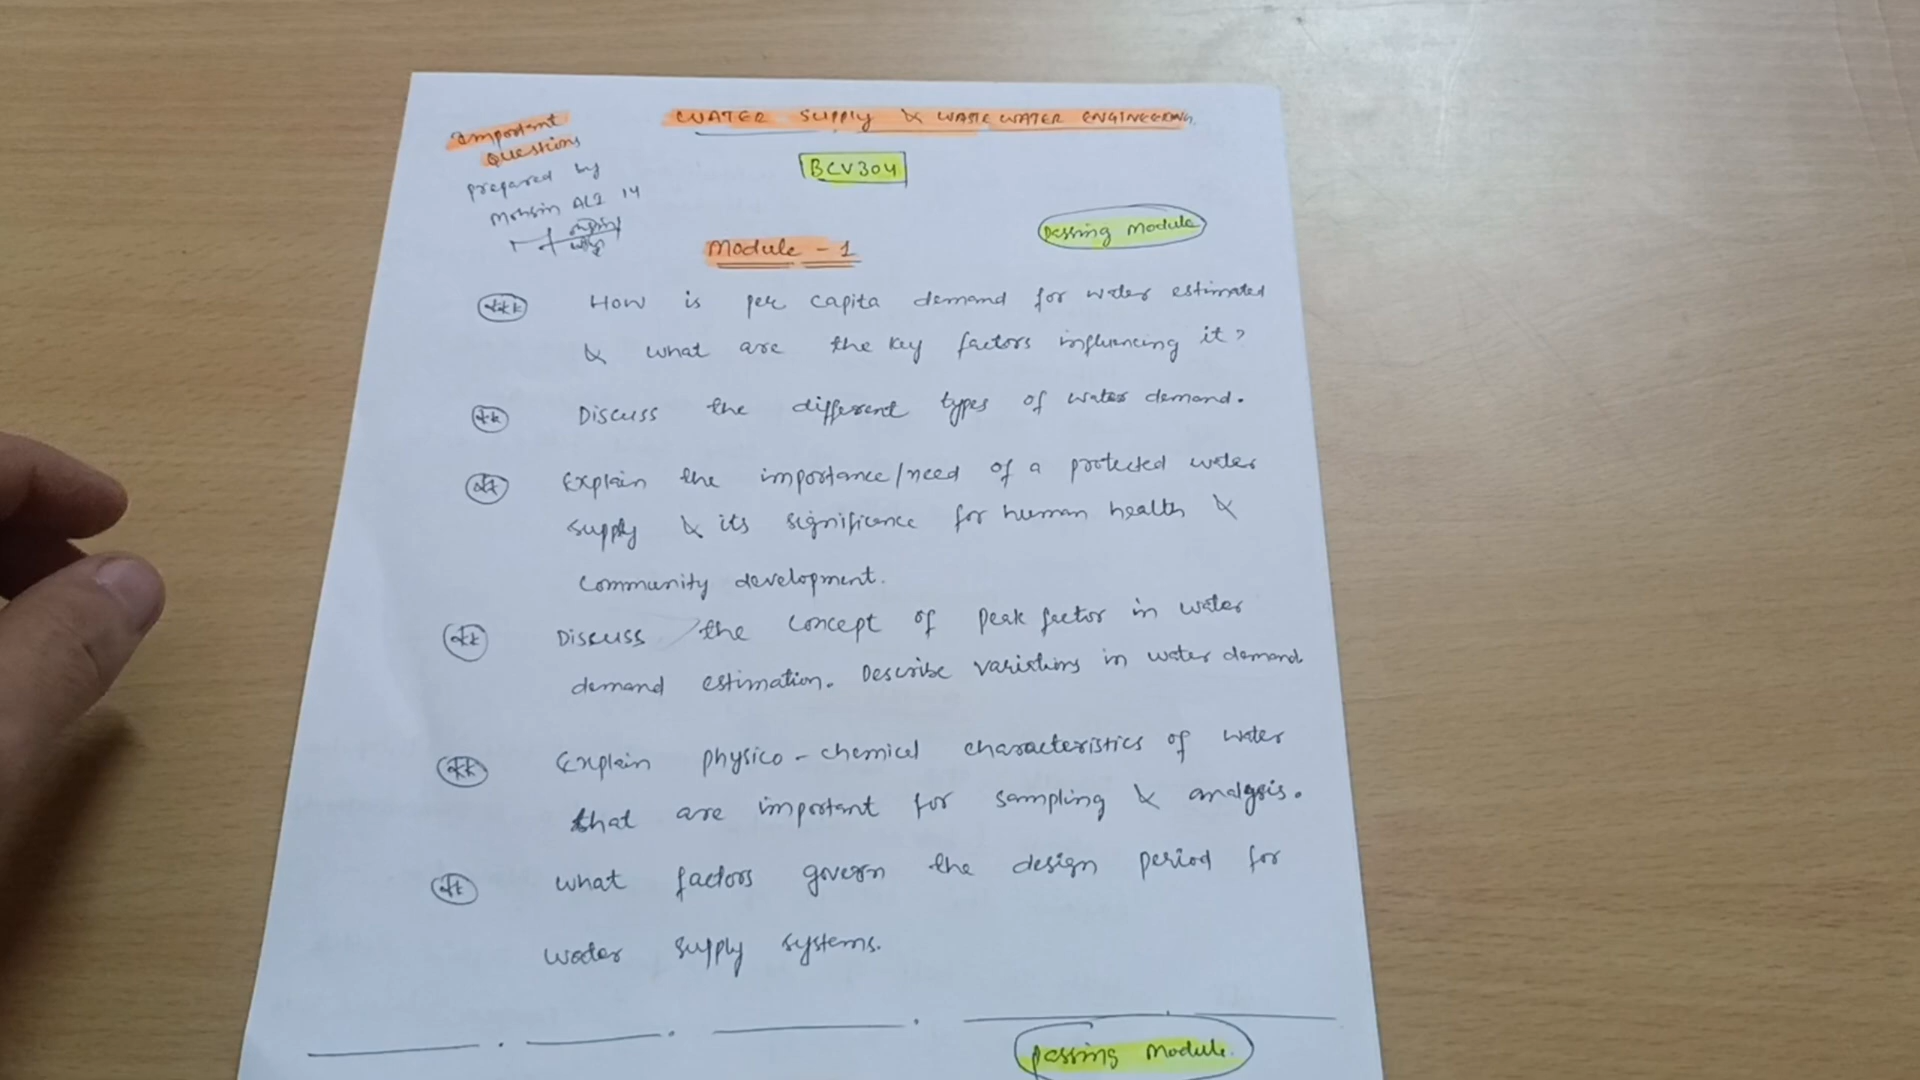 Important
Questions
prepared by
Mohsin ALI 14
WATER Supply & WASTE WATER ENGINEERING
BCV304
Passing Module
Module - 1
*** How is per capita demand for water estimated
& what are the key factors influencing it?
** Discuss the different types of water demand.
** Explain the importance/need of a protected water
supply & its significance for human health &
Community development.
** Discuss the concept of peak factor in water
demand estimation. Describe variations in water demand.
** Explain physico-chemical characteristics of water
that are important for sampling & analysis.
** what factors govern the design period for
water supply systems.
passing Module.